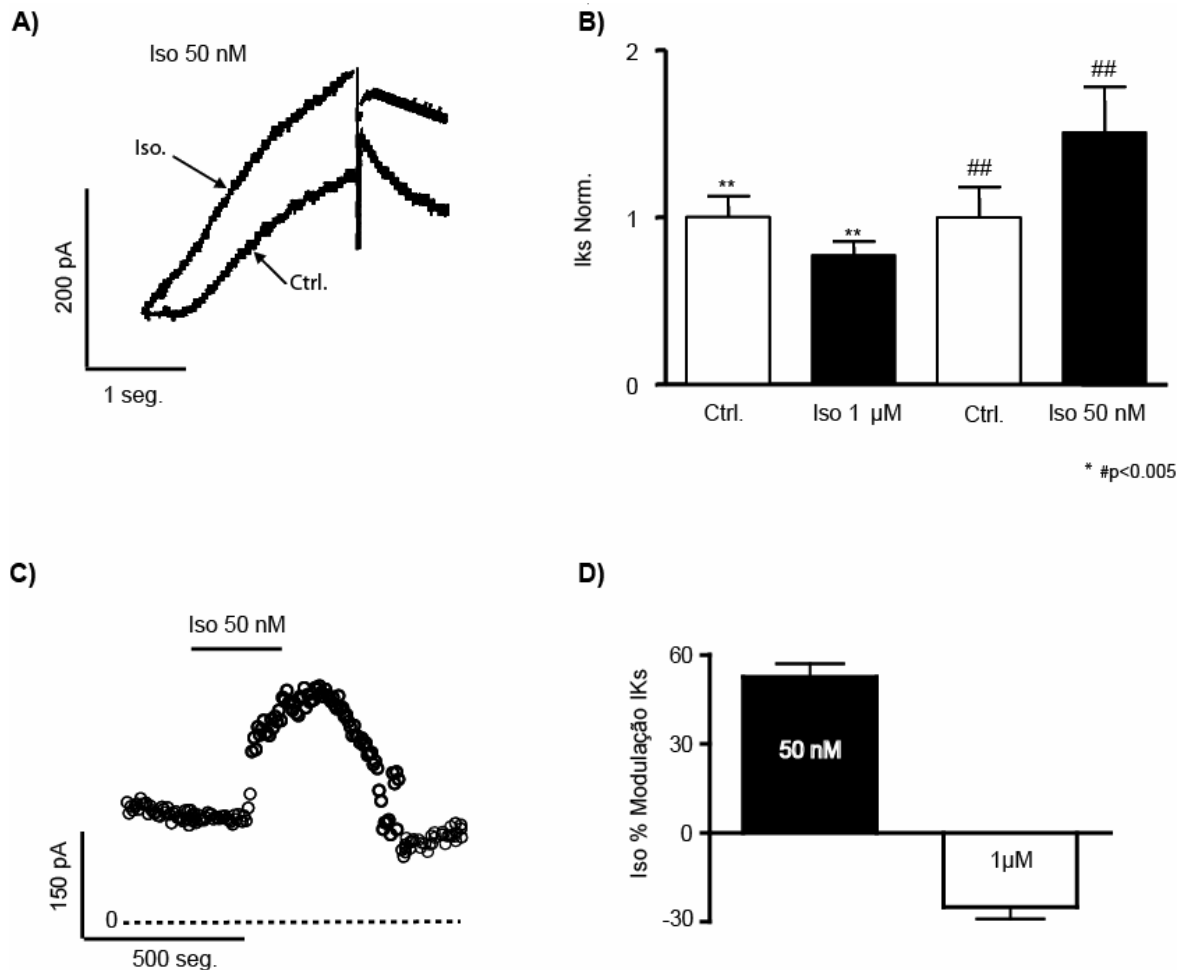 A)
Iso 50 nM
Iso.
Ctrl.
200 pA
1 seg.
B)
Iks Norm.
2
1
0
**
**
##
##
Ctrl.
Iso 1 µM
Ctrl.
Iso 50 nM
* #p<0.005
C)
Iso 50 nM
150 pA
0
500 seg.
D)
Iso % Modulação IKs
60
30
0
-30
50 nM
1µM